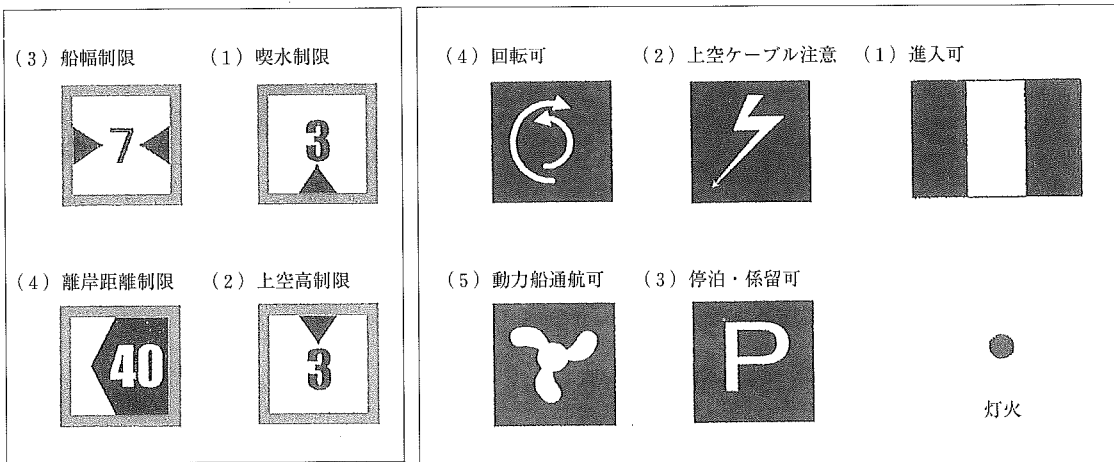 (3) 船幅制限
(1) 喫水制限
7
3
(4) 離岸距離制限
(2) 上空高制限
40
3
(4) 回転可
(2) 上空ケーブル注意
(1) 進入可
(5) 動力船通航可
(3) 停泊・係留可
P
灯火